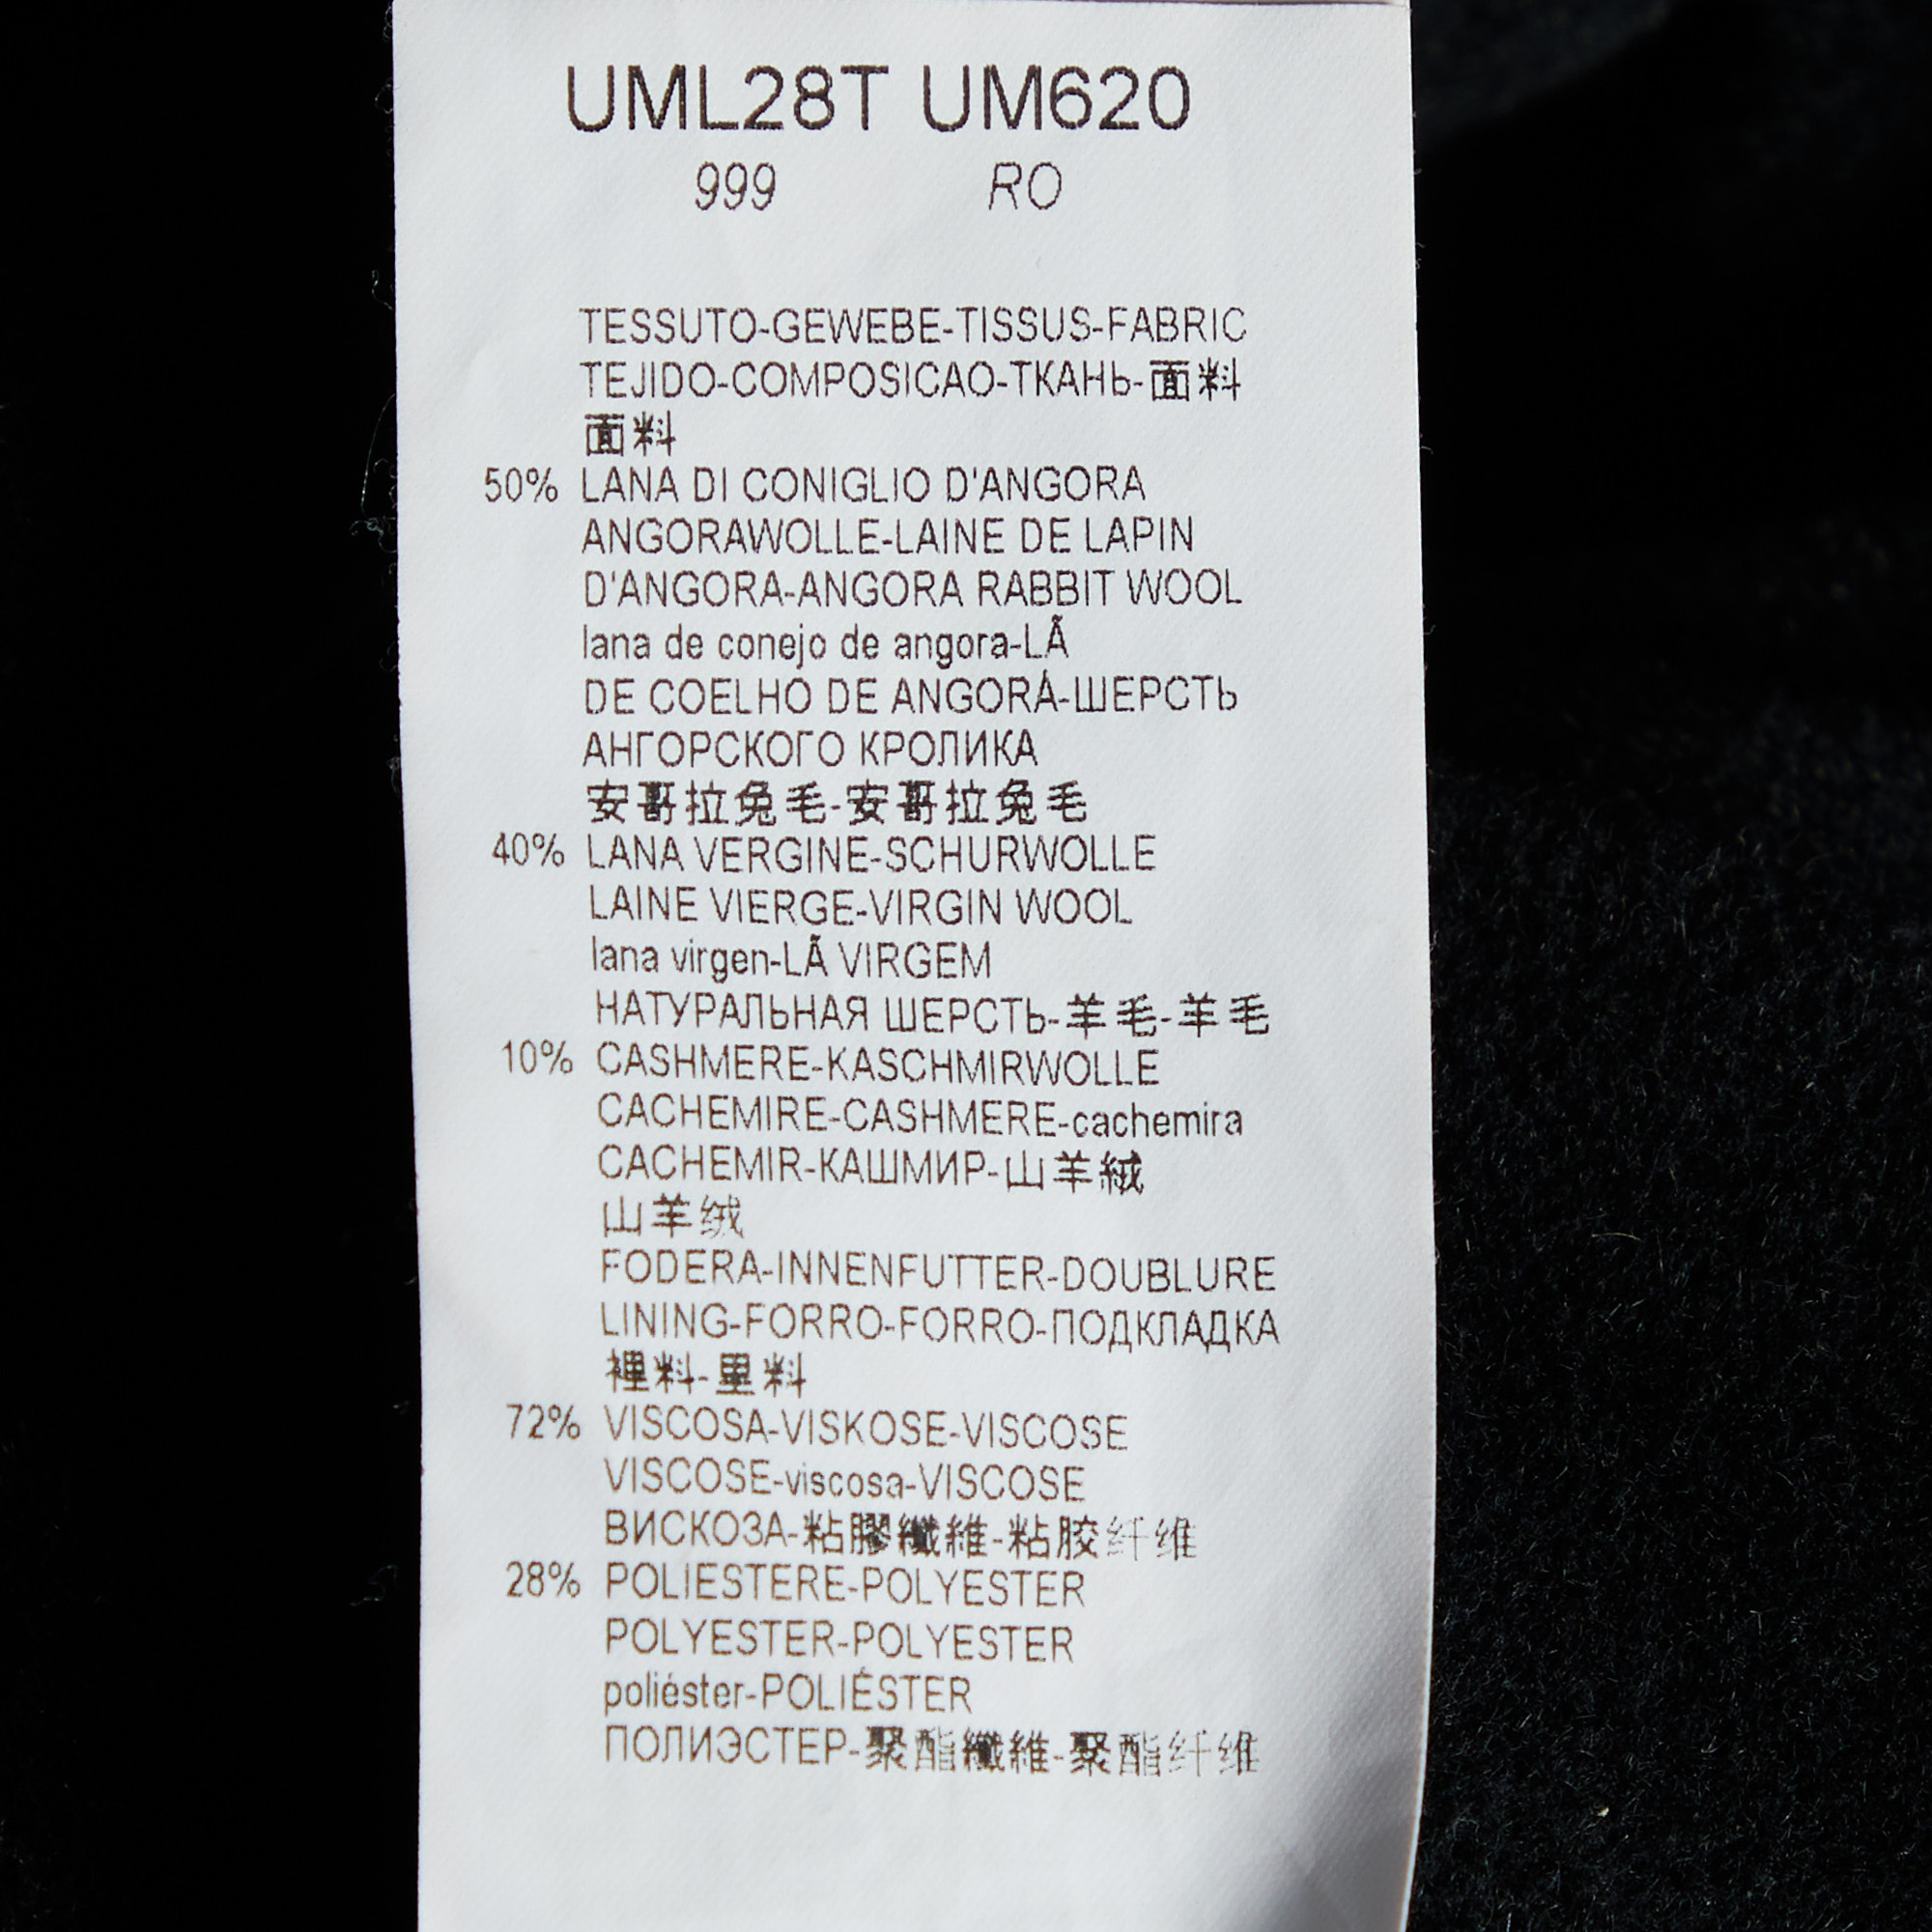 UML28T UM620
999 RO
TESSUTO-GEWEBE-TISSUS-FABRIC
TEJIDO-COMPOSICAO-ТКАНЬ-面料
面料
50% LANA DI CONIGLIO D'ANGORA
ANGORAWOLLE-LAINE DE LAPIN
D'ANGORA-ANGORA RABBIT WOOL
lana de conejo de angora-LÃ
DE COELHO DE ANGORÁ-ШЕРСТЬ
АНГОРСКОГО КРОЛИКА
安哥拉兔毛-安哥拉兔毛
40% LANA VERGINE-SCHURWOLLE
LAINE VIERGE-VIRGIN WOOL
lana virgen-LÃ VIRGEM
НАТУРАЛЬНАЯ ШЕРСТЬ-羊毛-羊毛
10% CASHMERE-KASCHMIRWOLLE
CACHEMIRE-CASHMERE-cachemira
CACHEMIR-КАШМИР-山羊絨
山羊绒
FODERA-INNENFUTTER-DOUBLURE
LINING-FORRO-FORRO-ПОДКЛАДКА
裡料-里料
72% VISCOSA-VISKOSE-VISCOSE
VISCOSE-viscosa-VISCOSE
ВИСКОЗА-粘膠纖維-粘胶纤维
28% POLIESTERE-POLYESTER
POLYESTER-POLYESTER
poliéster-POLIÉSTER
ПОЛИЭСТЕР-聚酯纖維-聚酯纤维